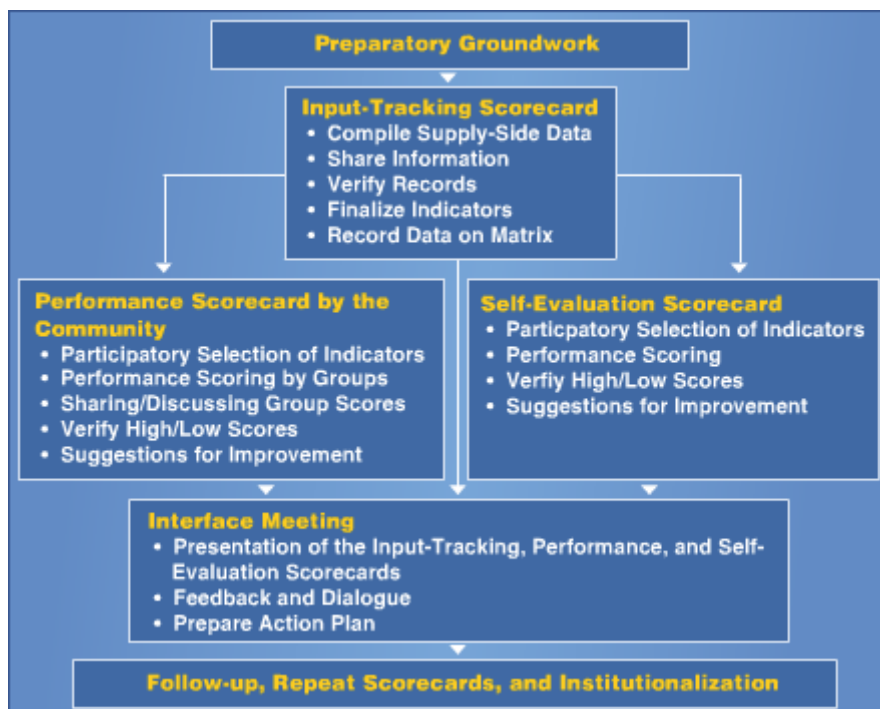 Preparatory Groundwork
Input-Tracking Scorecard
• Compile Supply-Side Data
• Share Information
• Verify Records
• Finalize Indicators
• Record Data on Matrix
Performance Scorecard by the
Community
• Participatory Selection of Indicators
• Performance Scoring by Groups
• Sharing/Discussing Group Scores
• Verify High/Low Scores
• Suggestions for Improvement
Self-Evaluation Scorecard
• Particpatory Selection of Indicators
• Performance Scoring
• Verfiy High/Low Scores
• Suggestions for Improvement
Interface Meeting
• Presentation of the Input-Tracking, Performance, and Self-
Evaluation Scorecards
• Feedback and Dialogue
• Prepare Action Plan
Follow-up, Repeat Scorecards, and Institutionalization